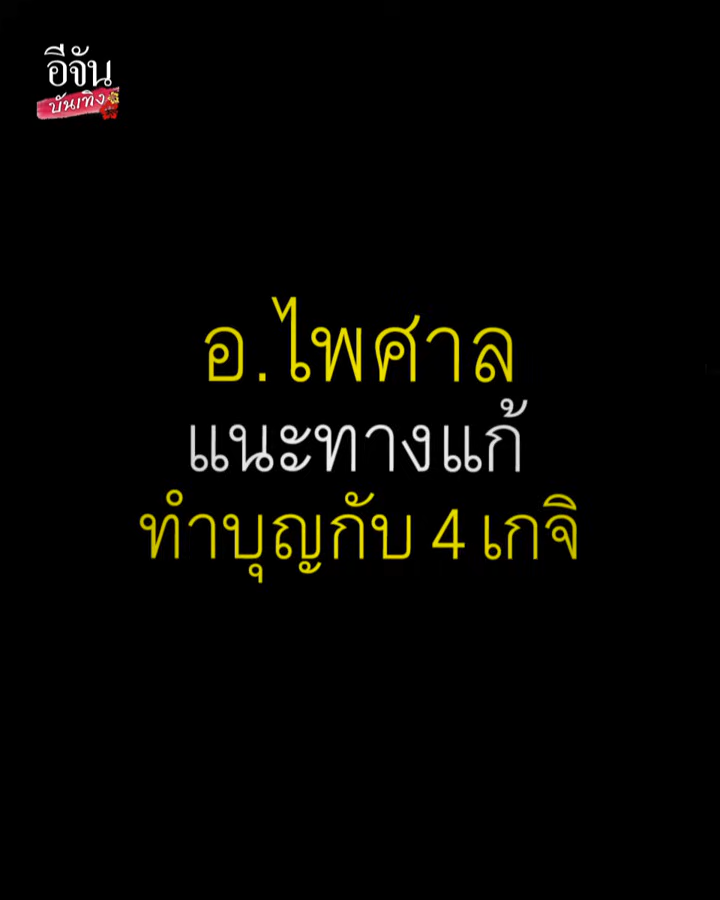 อีจัน
บันเทิง
อ.ไพศาล
แนะทางแก้
ทำบุญกับ 4 เกจิ